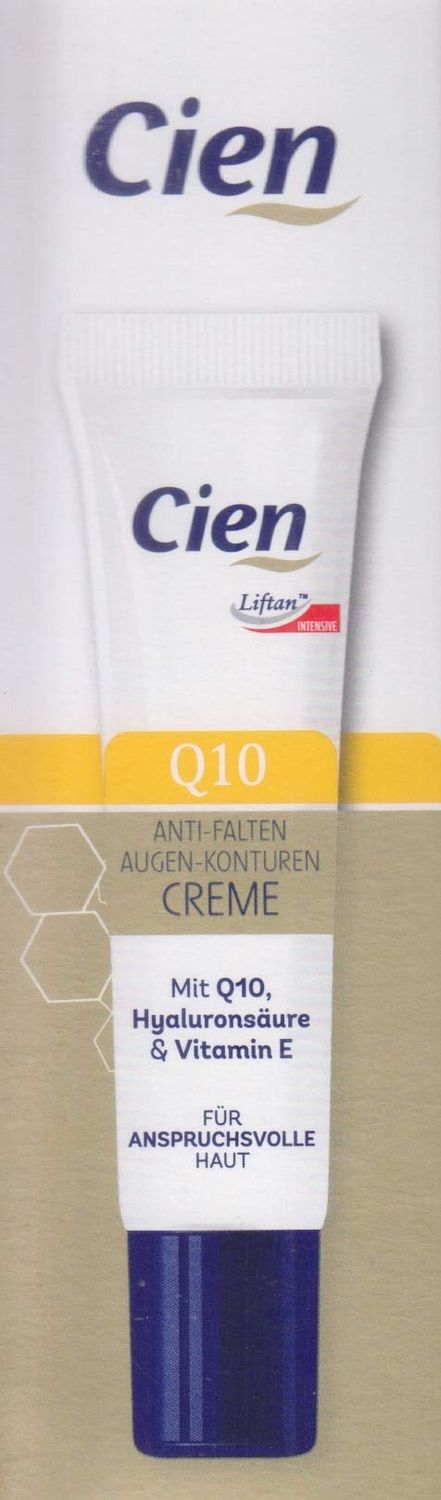 Cien
Cien
Liftan™
INTENSIVE
Q10
ANTI-FALTEN
AUGEN-KONTUREN
CREME
Mit Q10,
Hyaluronsäure
& Vitamin E
FÜR
ANSPRUCHSVOLLE
HAUT